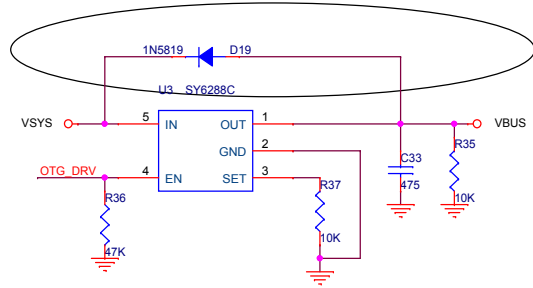 1N5819 D19
U3 SY6288C
VSYS 5 IN OUT 1 VBUS
GND 2
OTG_DRV 4 EN SET 3
C33 R35
R36 R37
475
10K 10K
47K